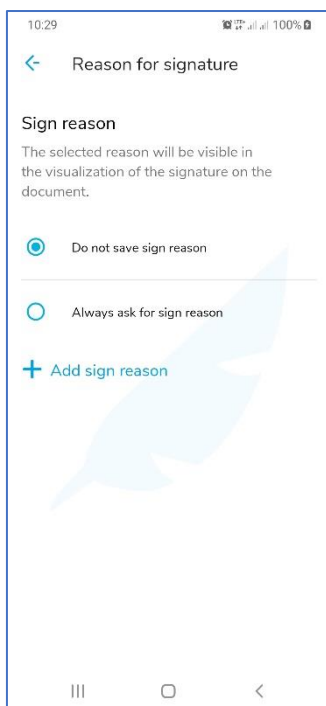 10:29 100%
Reason for signature
Sign reason
The selected reason will be visible in
the visualization of the signature on the
document.
Do not save sign reason
Always ask for sign reason
+ Add sign reason